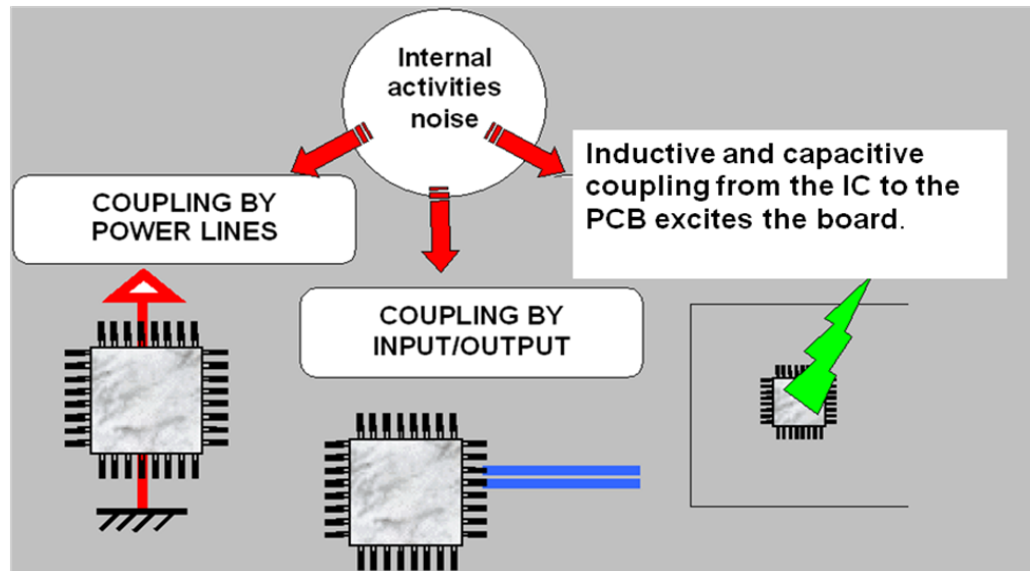 Internal
activities
noise
COUPLING BY
POWER LINES
COUPLING BY
INPUT/OUTPUT
Inductive and capacitive
coupling from the IC to the
PCB excites the board.